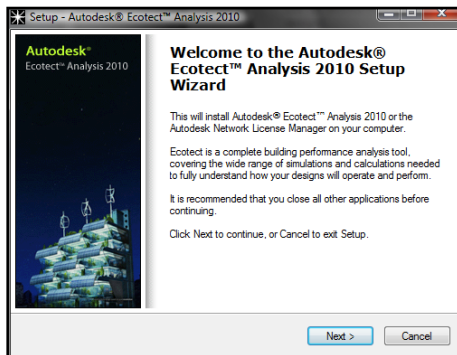 Setup - Autodesk® Ecotect™ Analysis 2010
Autodesk®
Ecotect™ Analysis 2010
Welcome to the Autodesk®
Ecotect™ Analysis 2010 Setup
Wizard
This will install Autodesk® Ecotect™ Analysis 2010 or the
Autodesk Network License Manager on your computer.
Ecotect is a complete building performance analysis tool,
covering the wide range of simulations and calculations needed
to fully understand how your designs will operate and perform.
It is recommended that you close all other applications before
continuing.
Click Next to continue, or Cancel to exit Setup.
Next >
Cancel